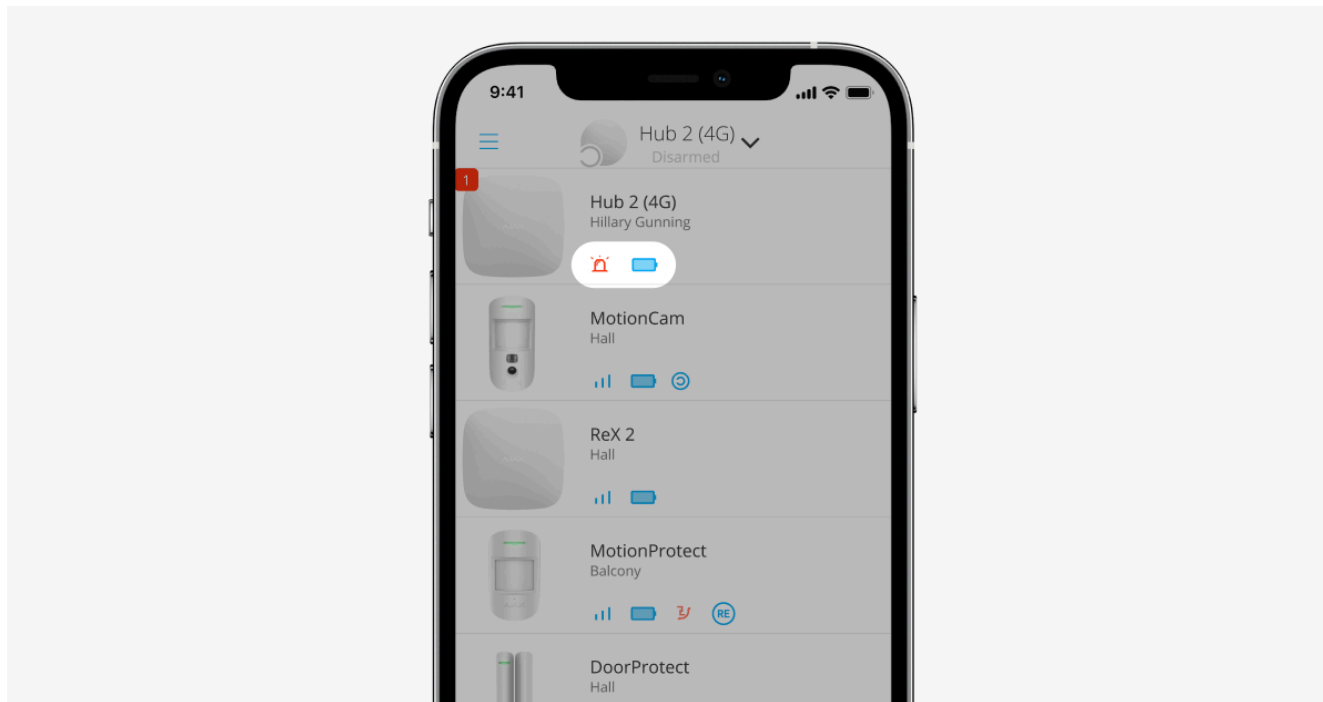 9:41
Hub 2 (4G)
Disarmed
1
Hub 2 (4G)
Hillary Gunning
MotionCam
Hall
ReX 2
Hall
MotionProtect
Balcony
RE
DoorProtect
Hall